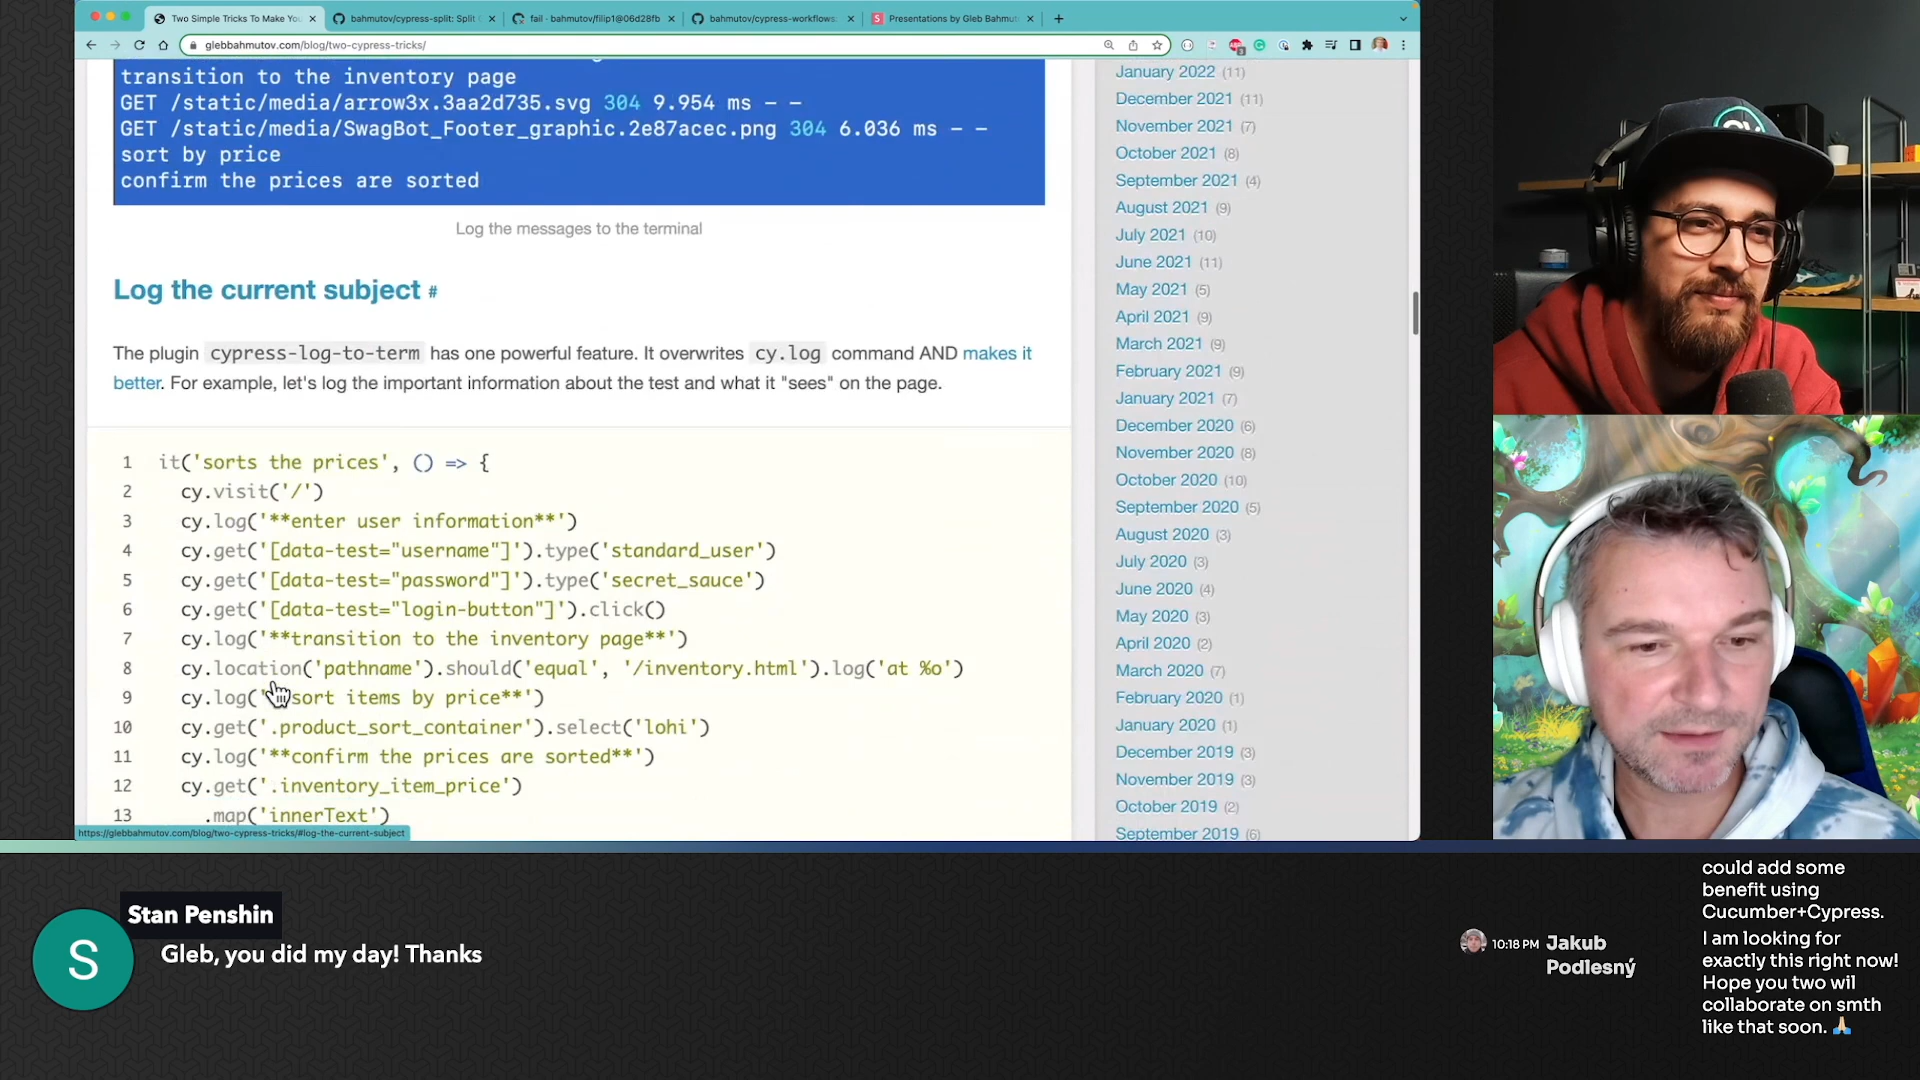 Two Simple Tricks To Make You
bahmutov/cypress-split: Split
fail · bahmutov/filip1@06d28fb
bahmutov/cypress-workflows
Presentations by Gleb Bahmut
glebbahmutov.com/blog/two-cypress-tricks/
transition to the inventory page
GET /static/media/arrow3x.3aa2d735.svg 304 9.954 ms - -
GET /static/media/SwagBot_Footer_graphic.2e87acec.png 304 6.036 ms - -
sort by price
confirm the prices are sorted
Log the messages to the terminal
Log the current subject #
The plugin cypress-log-to-term has one powerful feature. It overwrites cy.log command AND makes it
better. For example, let's log the important information about the test and what it "sees" on the page.
1 it('sorts the prices', () => {
2 cy.visit('/')
3 cy.log('**enter user information**')
4 cy.get('[data-test="username"]').type('standard_user')
5 cy.get('[data-test="password"]').type('secret_sauce')
6 cy.get('[data-test="login-button"]').click()
7 cy.log('**transition to the inventory page**')
8 cy.location('pathname').should('equal', '/inventory.html').log('at %o')
9 cy.log('sort items by price**')
10 cy.get('.product_sort_container').select('lohi')
11 cy.log('**confirm the prices are sorted**')
12 cy.get('.inventory_item_price')
13 .map('innerText')
https://glebbahmutov.com/blog/two-cypress-tricks/#log-the-current-subject
January 2022 (11)
December 2021 (11)
November 2021 (7)
October 2021 (8)
September 2021 (4)
August 2021 (9)
July 2021 (10)
June 2021 (11)
May 2021 (5)
April 2021 (9)
March 2021 (9)
February 2021 (9)
January 2021 (7)
December 2020 (6)
November 2020 (8)
October 2020 (10)
September 2020 (5)
August 2020 (3)
July 2020 (3)
June 2020 (4)
May 2020 (3)
April 2020 (2)
March 2020 (7)
February 2020 (1)
January 2020 (1)
December 2019 (3)
November 2019 (3)
October 2019 (2)
September 2019 (6)
S
Stan Penshin
Gleb, you did my day! Thanks
could add some
benefit using
Cucumber+Cypress.
10:18 PM Jakub
Podlesný
I am looking for
exactly this right now!
Hope you two wil
collaborate on smth
like that soon. 🙏🏻